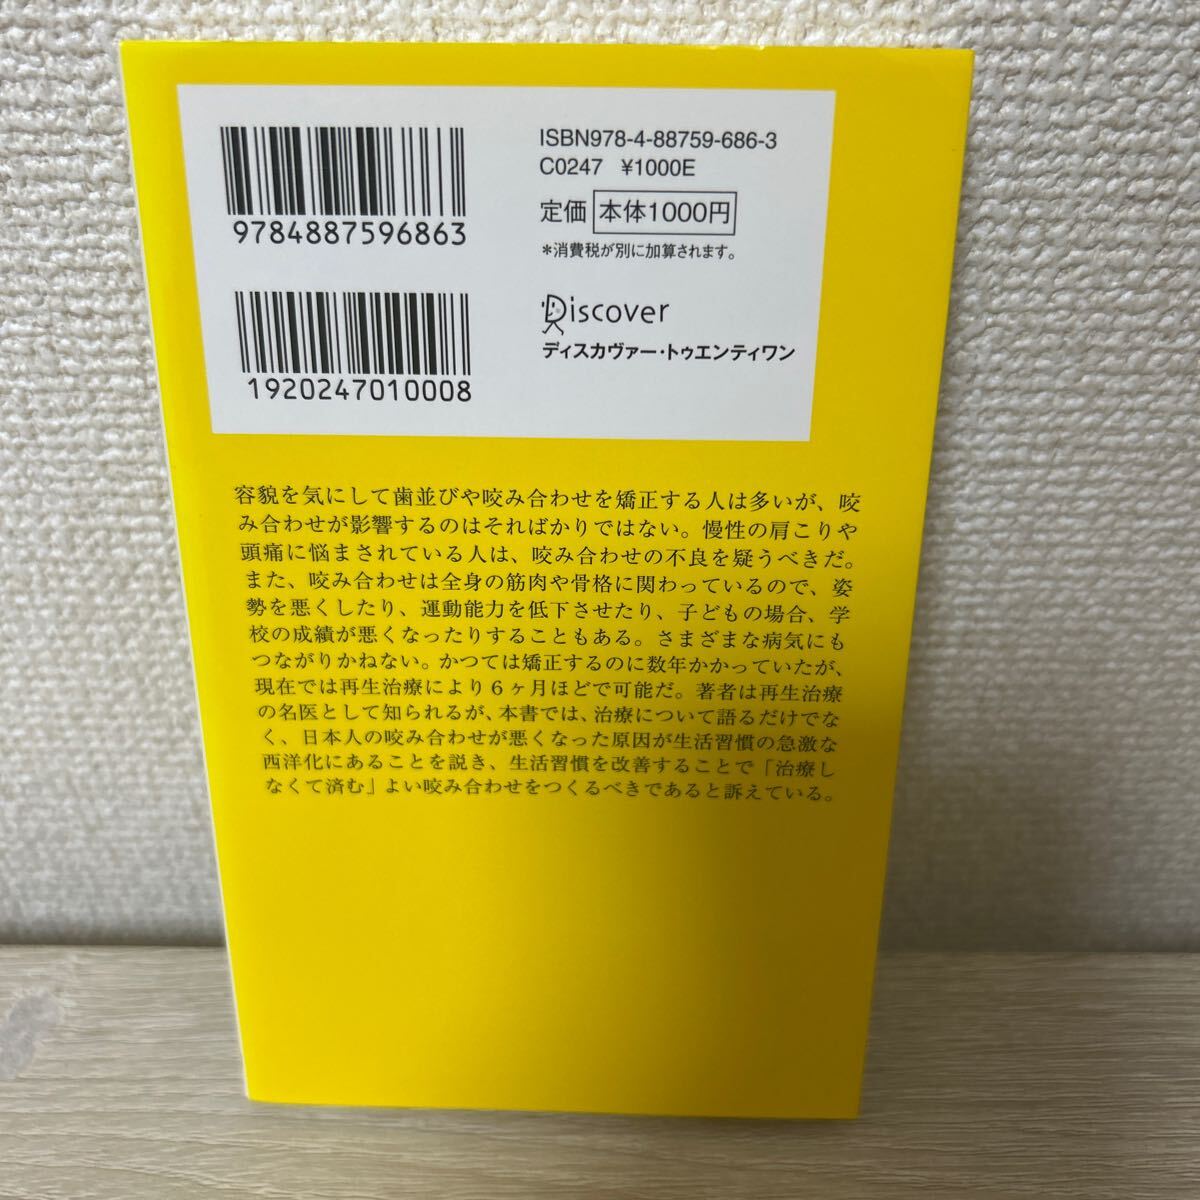 9784887596863
1920247010008
ISBN978-4-88759-686-3
C0247 ¥1000E
定価 本体1000円
*消費税が別に加算されます。
Discover
ディスカヴァー・トゥエンティワン
容貌を気にして歯並びや咬み合わせを矯正する人は多いが、咬
み合わせが影響するのはそればかりではない。慢性の肩こりや
頭痛に悩まされている人は、咬み合わせの不良を疑うべきだ。
また、咬み合わせは全身の筋肉や骨格に関わっているので、姿
勢を悪くしたり、運動能力を低下させたり、子どもの場合、学
校の成績が悪くなったりすることもある。さまざまな病気にも
つながりかねない。かつては矯正するのに数年かかっていたが、
現在では再生治療により６ヶ月ほどで可能だ。著者は再生治療
の名医として知られるが、本書では、治療について語るだけでな
く、日本人の咬み合わせが悪くなった原因が生活習慣の急激な
西洋化にあることを説き、生活習慣を改善することで「治療し
なくて済む」よい咬み合わせをつくるべきであると訴えている。